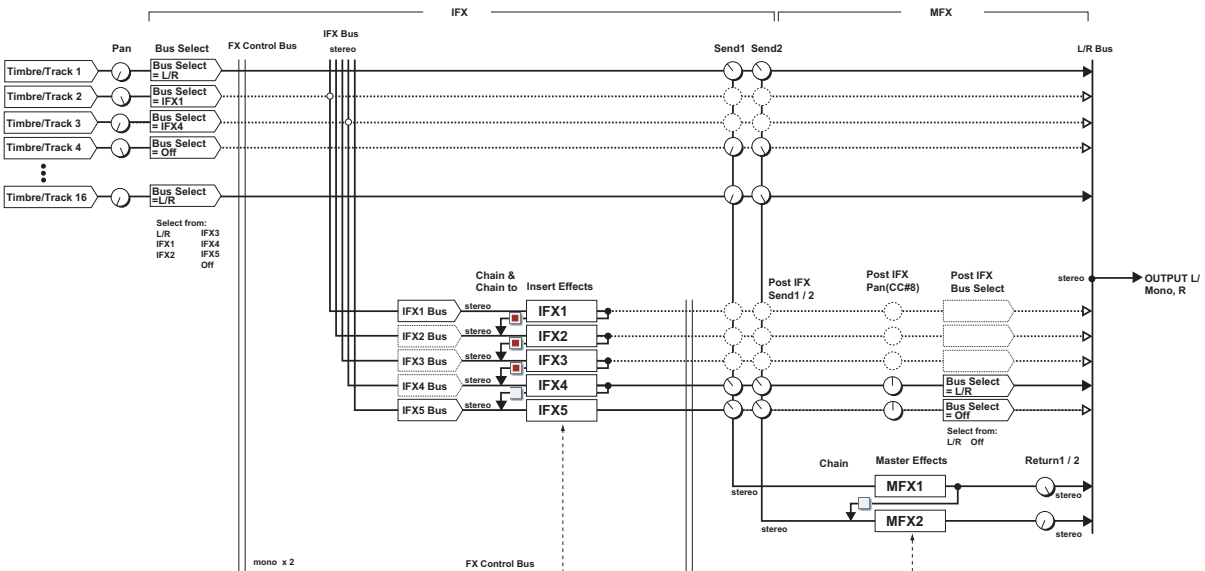 IFX
MFX
Pan
Bus Select
FX Control Bus
IFX Bus
stereo
Send1
Send2
L/R Bus
Timbre/Track 1
Bus Select
= L/R
Timbre/Track 2
Bus Select
= IFX1
Timbre/Track 3
Bus Select
= IFX4
Timbre/Track 4
Bus Select
= Off
Timbre/Track 16
Bus Select
=L/R
Select from:
L/R IFX3
IFX1 IFX4
IFX2 IFX5
Off
Chain &
Chain to
Insert Effects
Post IFX
Send1 / 2
Post IFX
Pan(CC#8)
Post IFX
Bus Select
stereo
OUTPUT L/
Mono, R
IFX1 Bus
stereo
IFX1
IFX2 Bus
stereo
IFX2
IFX3 Bus
stereo
IFX3
IFX4 Bus
stereo
IFX4
Bus Select
= L/R
IFX5 Bus
stereo
IFX5
Bus Select
= Off
Select from:
L/R Off
Chain
Master Effects
Return1 / 2
stereo
MFX1
stereo
stereo
MFX2
stereo
mono x 2
FX Control Bus